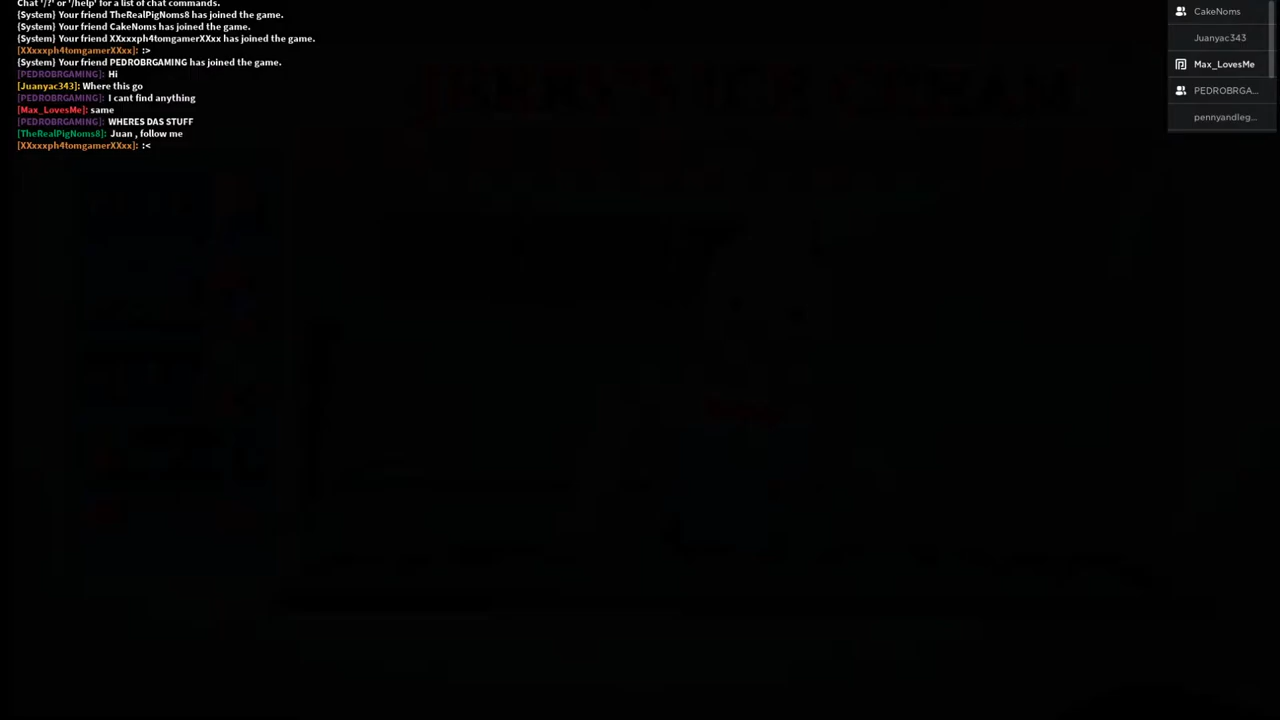 Chat '/?' or '/help' for a list of chat commands.
{System} Your friend TheRealPigNoms8 has joined the game.
{System} Your friend CakeNoms has joined the game.
{System} Your friend XXxxxph4tomgamerXXxx has joined the game.
[XXxxxph4tomgamerXXxx]: :>
{System} Your friend PEDROBRGAMING has joined the game.
[PEDROBRGAMING]: Hi
[Juanyac343]: Where this go
[PEDROBRGAMING]: I cant find anything
[Max_LovesMe]: same
[PEDROBRGAMING]: WHERES DAS STUFF
[TheRealPigNoms8]: Juan , follow me
[XXxxxph4tomgamerXXxx]: :<
CakeNoms
Juanyac343
Max_LovesMe
PEDROBRGA...
pennyandleg...